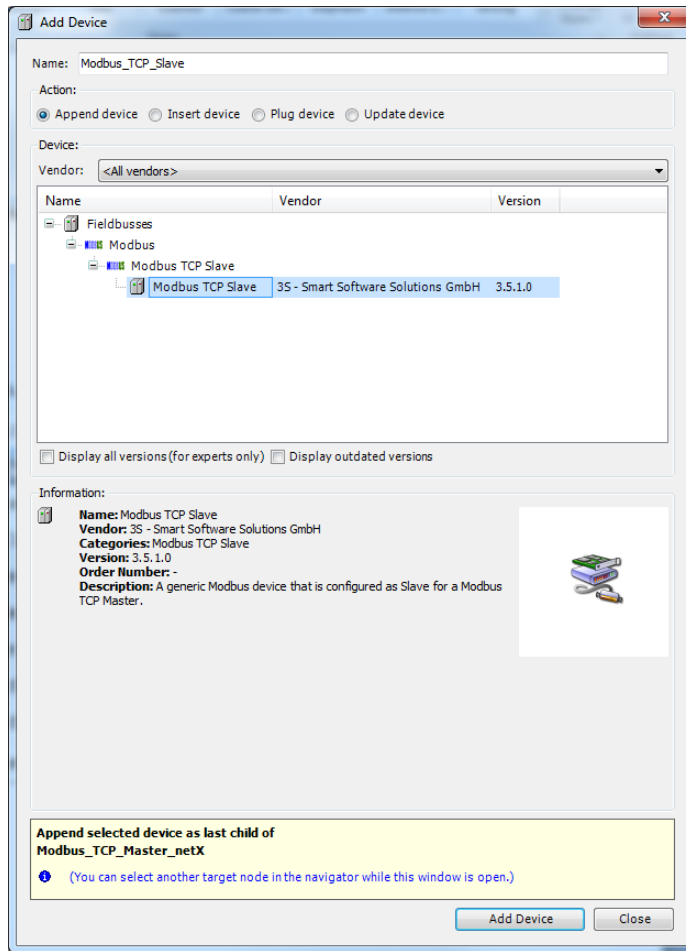 Add Device
Name: Modbus_TCP_Slave
Action:
Append device Insert device Plug device Update device
Device:
Vendor: <All vendors>
Name Vendor Version
Fieldbusses
Modbus
Modbus TCP Slave
Modbus TCP Slave 3S - Smart Software Solutions GmbH 3.5.1.0
Display all versions (for experts only) Display outdated versions
Information:
Name: Modbus TCP Slave
Vendor: 3S - Smart Software Solutions GmbH
Categories: Modbus TCP Slave
Version: 3.5.1.0
Order Number: -
Description: A generic Modbus device that is configured as Slave for a Modbus
TCP Master.
Append selected device as last child of
Modbus_TCP_Master_netX
(You can select another target node in the navigator while this window is open.)
Add Device Close